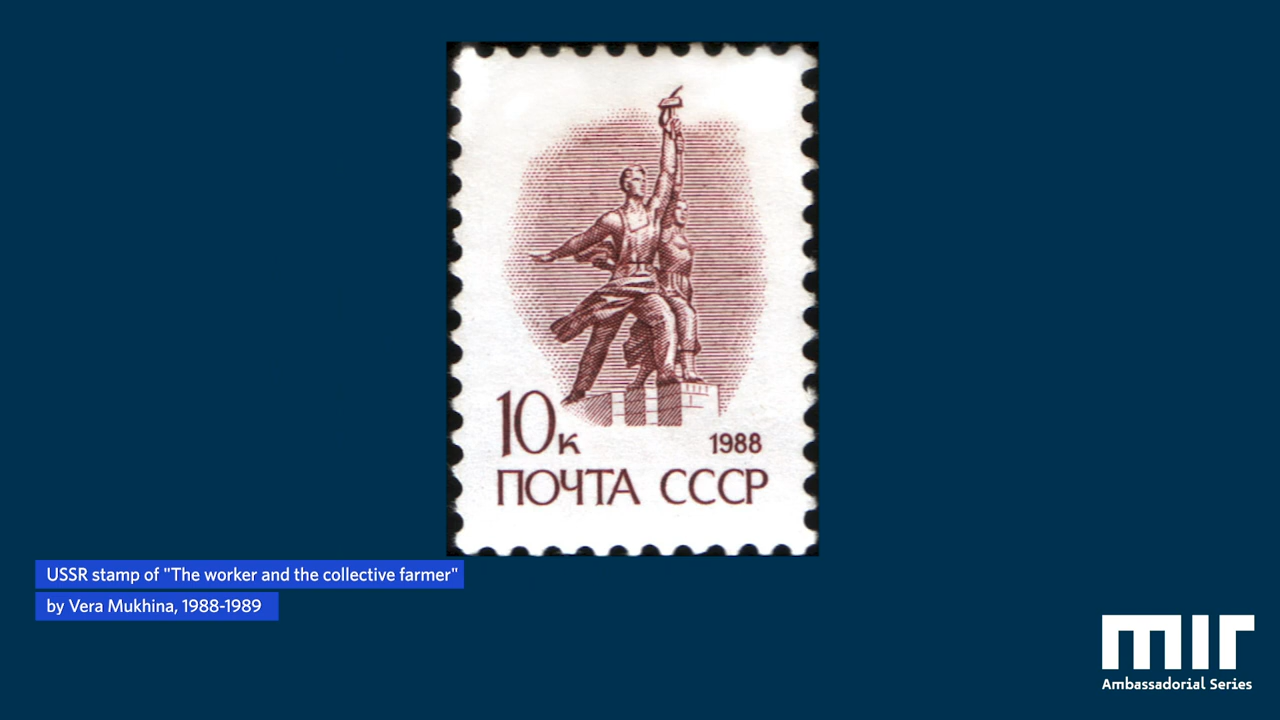 10к
1988
ПОЧТА СССР
USSR stamp of "The worker and the collective farmer"
by Vera Mukhina, 1988-1989
mir
Ambassadorial Series